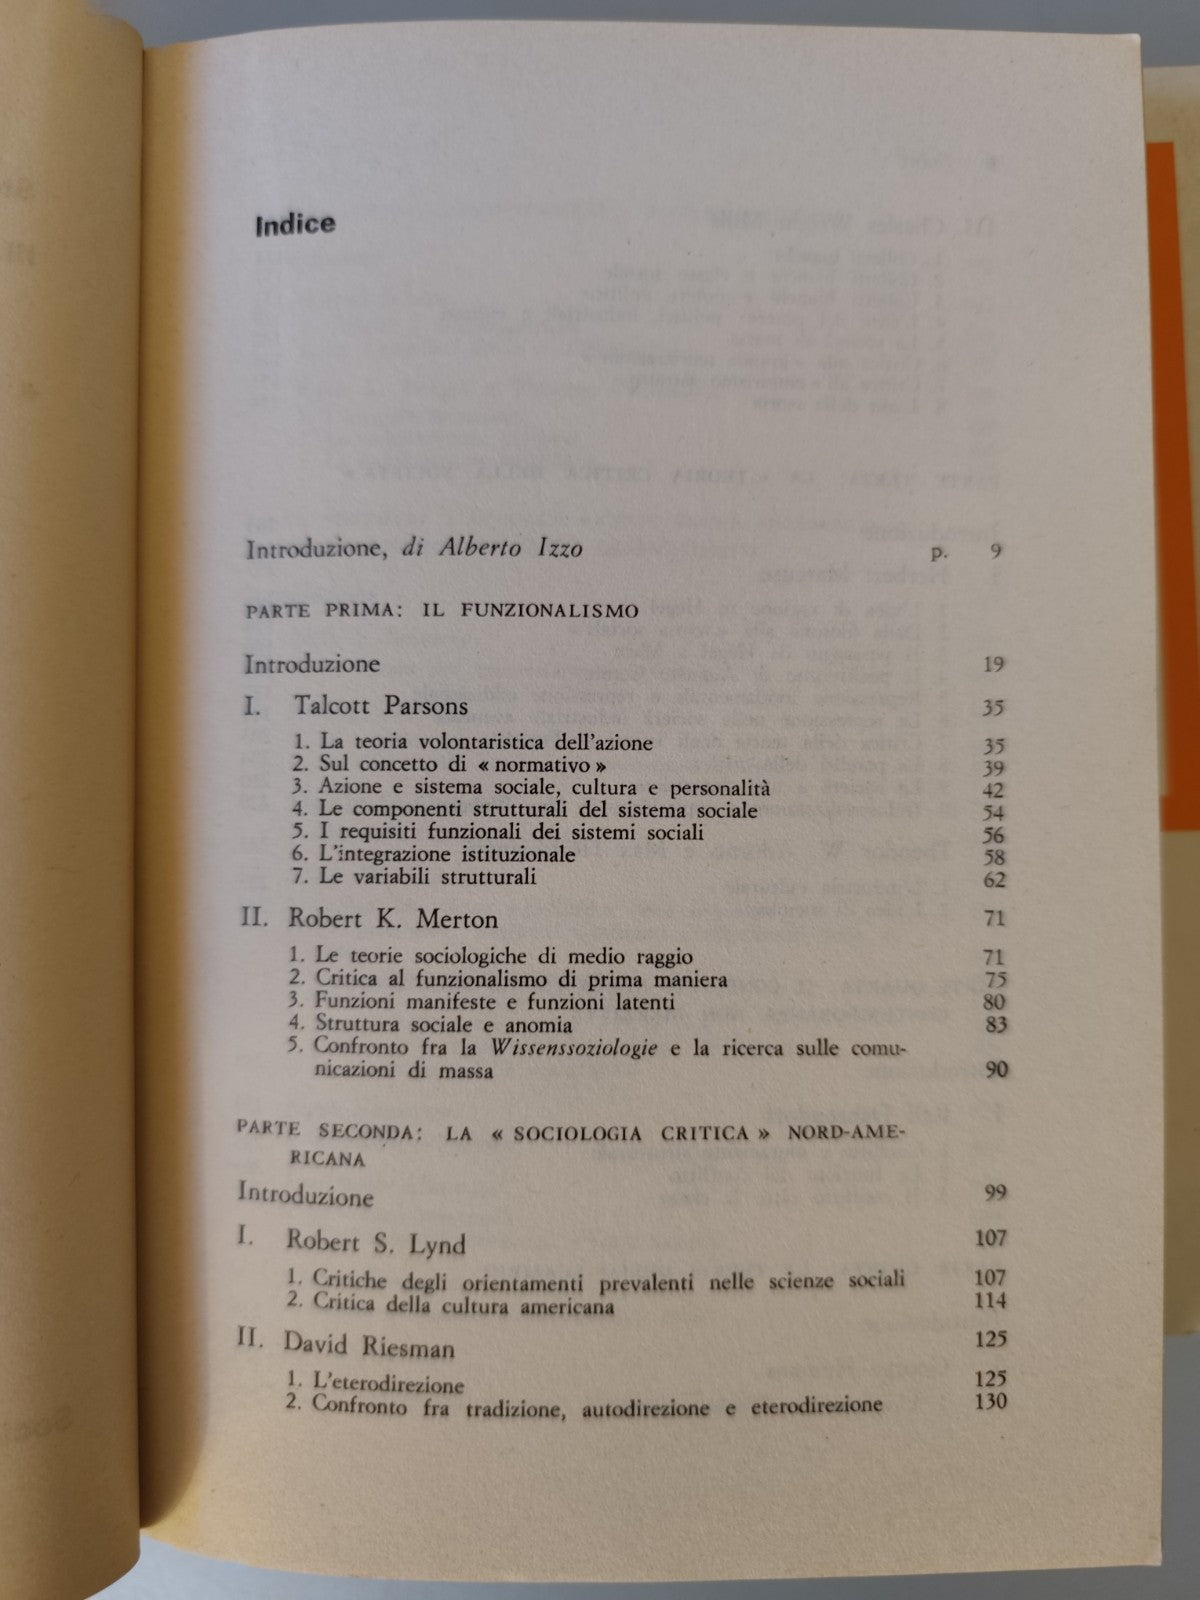 Indice
Introduzione, di Alberto Izzo p. 9
PARTE PRIMA: IL FUNZIONALISMO
Introduzione 19
I. Talcott Parsons 35
1. La teoria volontaristica dell'azione 35
2. Sul concetto di « normativo » 39
3. Azione e sistema sociale, cultura e personalità 42
4. Le componenti strutturali del sistema sociale 54
5. I requisiti funzionali dei sistemi sociali 56
6. L'integrazione istituzionale 58
7. Le variabili strutturali 62
II. Robert K. Merton 71
1. Le teorie sociologiche di medio raggio 71
2. Critica al funzionalismo di prima maniera 75
3. Funzioni manifeste e funzioni latenti 80
4. Struttura sociale e anomia 83
5. Confronto fra la Wissenssoziologie e la ricerca sulle comu-
nicazioni di massa 90
PARTE SECONDA: LA « SOCIOLOGIA CRITICA » NORD-AME-
RICANA
Introduzione 99
I. Robert S. Lynd 107
1. Critiche degli orientamenti prevalenti nelle scienze sociali 107
2. Critica della cultura americana 114
II. David Riesman 125
1. L'eterodirezione 125
2. Confronto fra tradizione, autodirezione e eterodirezione 130